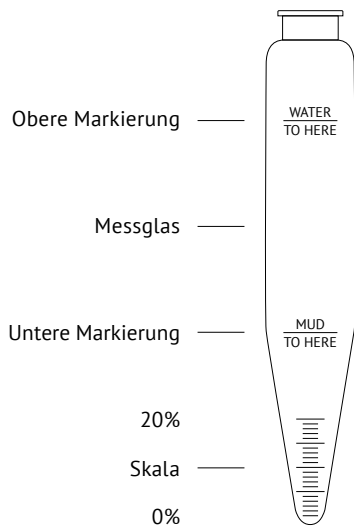 Obere Markierung
WATER
TO HERE
Messglas
Untere Markierung
MUD
TO HERE
20%
Skala
0%